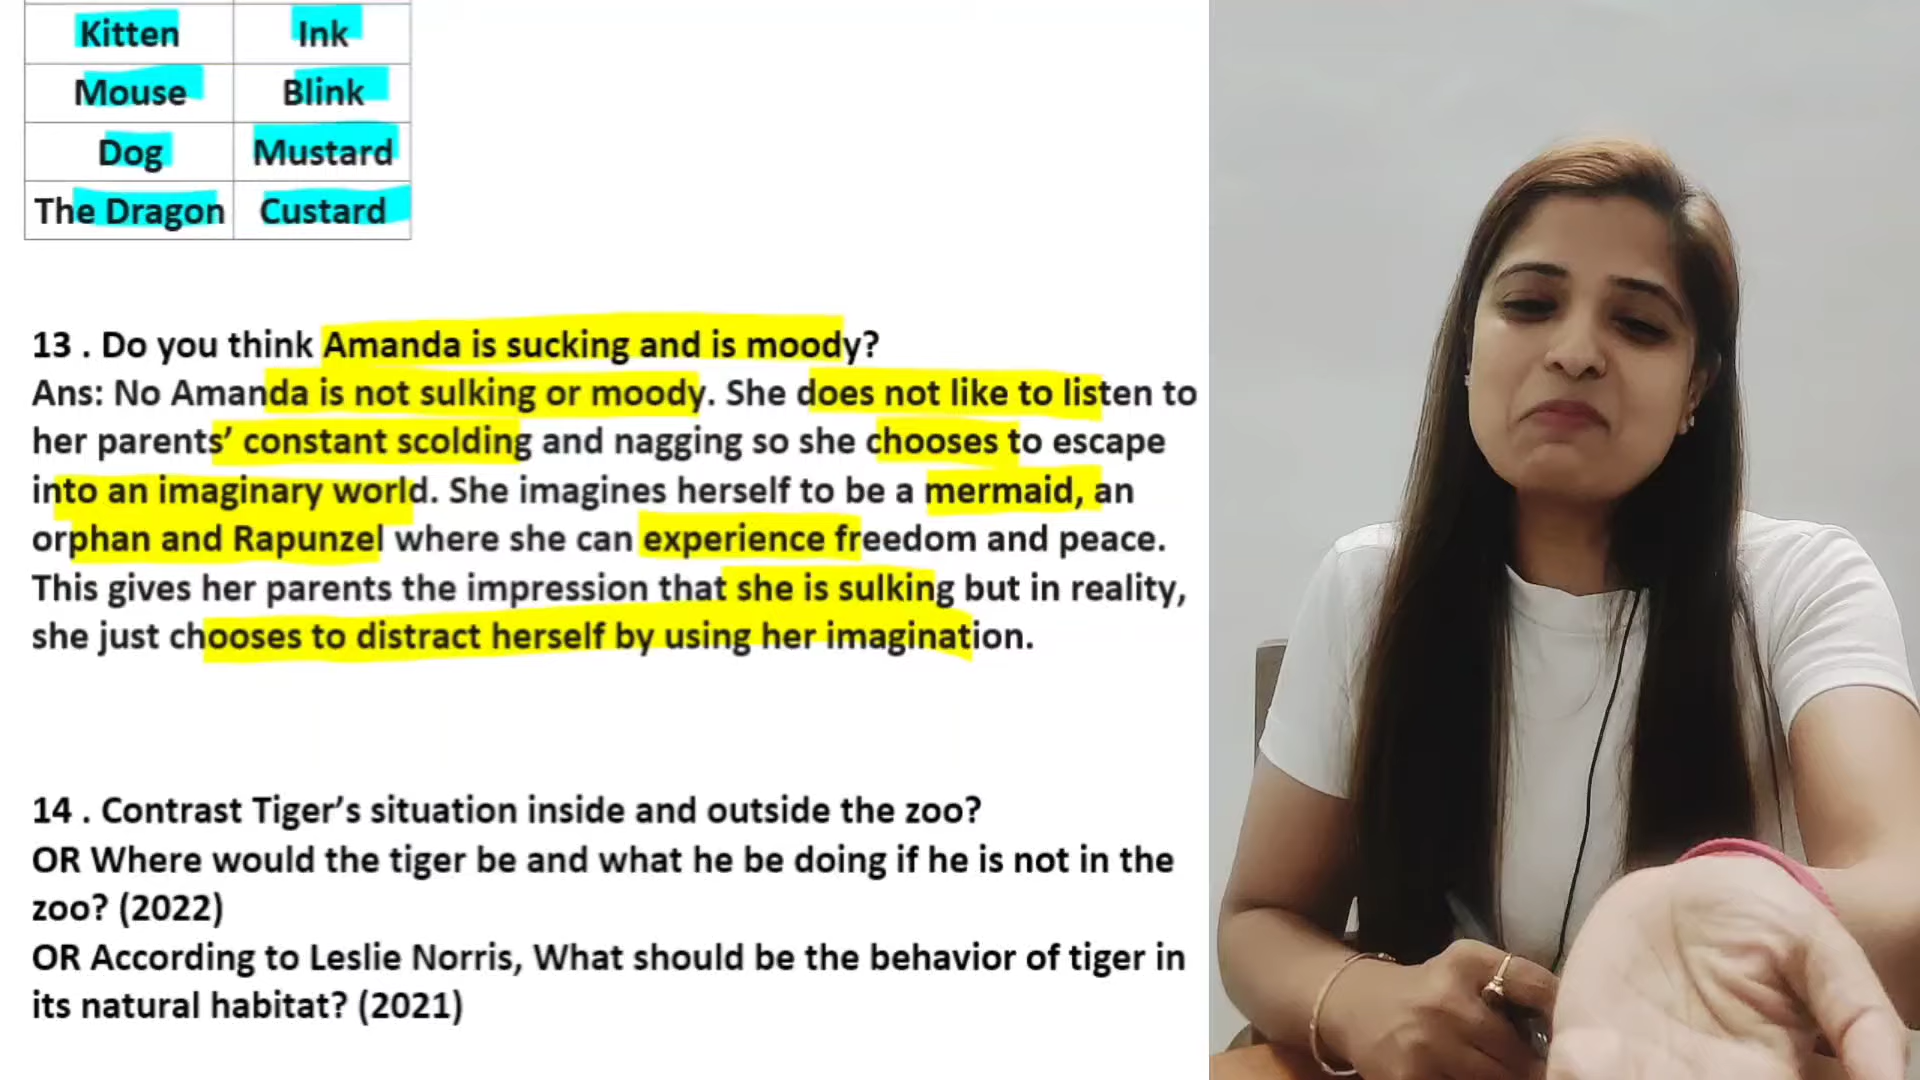 Kitten Ink
Mouse Blink
Dog Mustard
The Dragon Custard
13 . Do you think Amanda is sucking and is moody?
Ans: No Amanda is not sulking or moody. She does not like to listen to
her parents’ constant scolding and nagging so she chooses to escape
into an imaginary world. She imagines herself to be a mermaid, an
orphan and Rapunzel where she can experience freedom and peace.
This gives her parents the impression that she is sulking but in reality,
she just chooses to distract herself by using her imagination.
14 . Contrast Tiger’s situation inside and outside the zoo?
OR Where would the tiger be and what he be doing if he is not in the
zoo? (2022)
OR According to Leslie Norris, What should be the behavior of tiger in
its natural habitat? (2021)